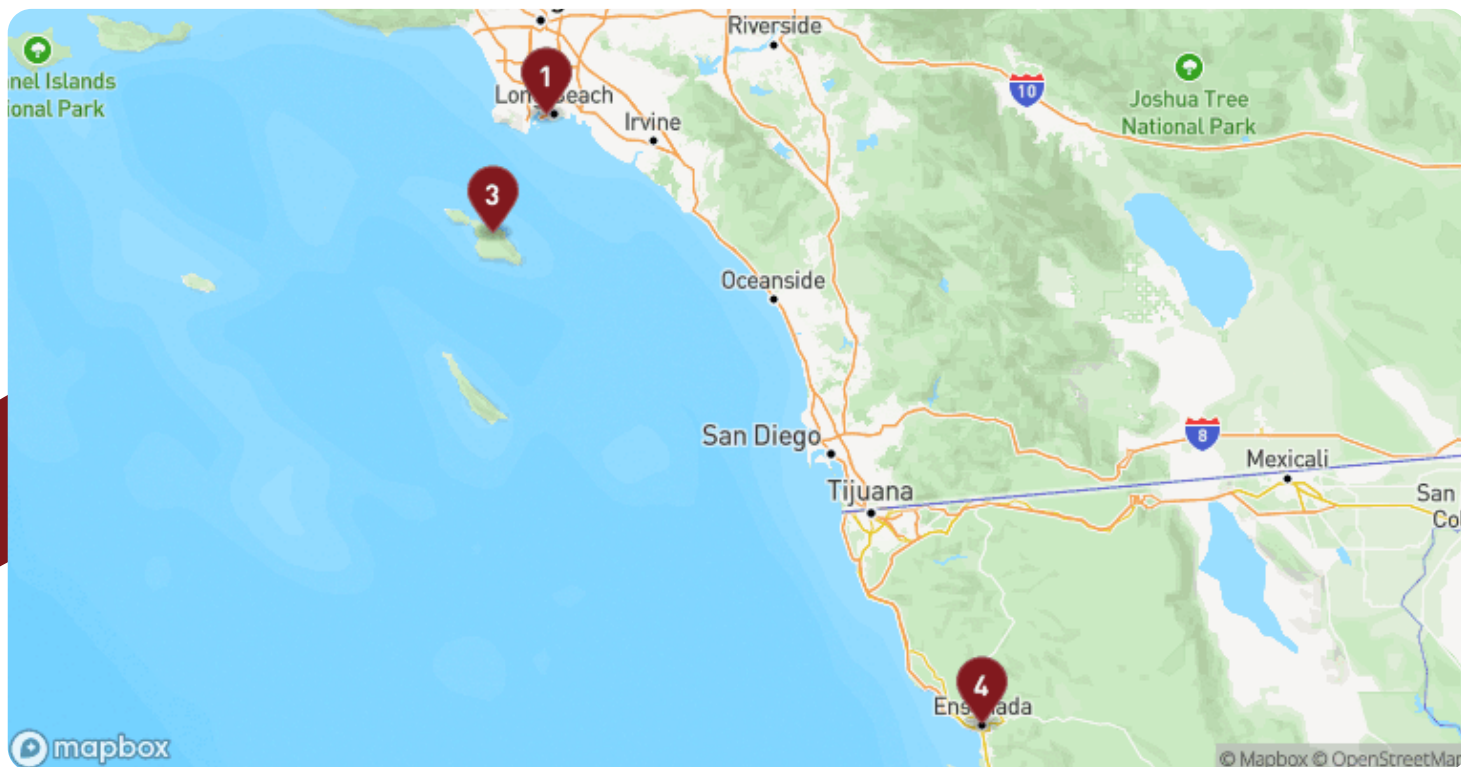 Riverside
1
10
Long Beach
Joshua Tree
National Park
nel Islands
ional Park
Irvine
3
Oceanside
San Diego
8
Mexicali
Tijuana
San
Col
4
Ensenada
mapbox
© Mapbox © OpenStreetMap